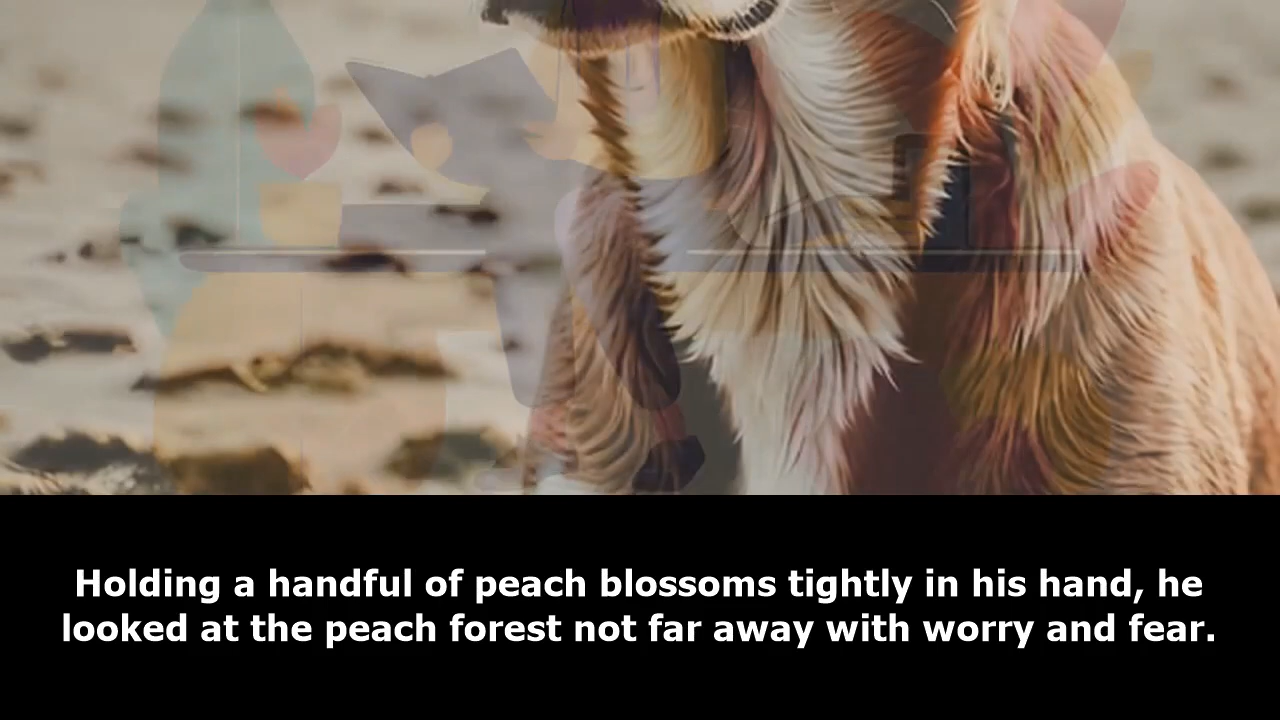 Holding a handful of peach blossoms tightly in his hand, he
looked at the peach forest not far away with worry and fear.